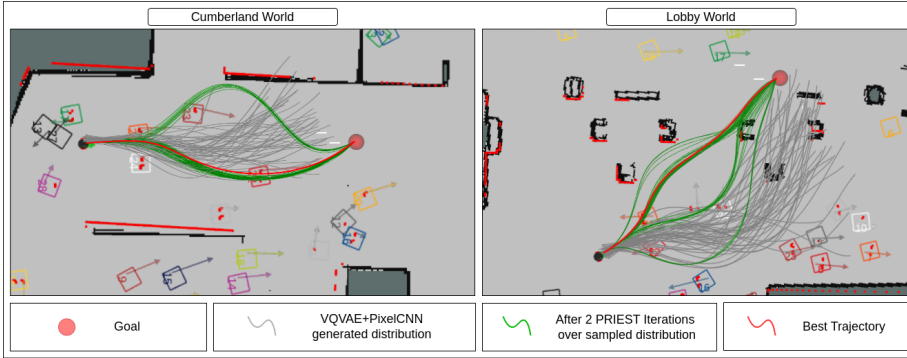 Cumberland World
Lobby World
Goal
VQVAE+PixelCNN
generated distribution
After 2 PRIEST Iterations
over sampled distribution
Best Trajectory